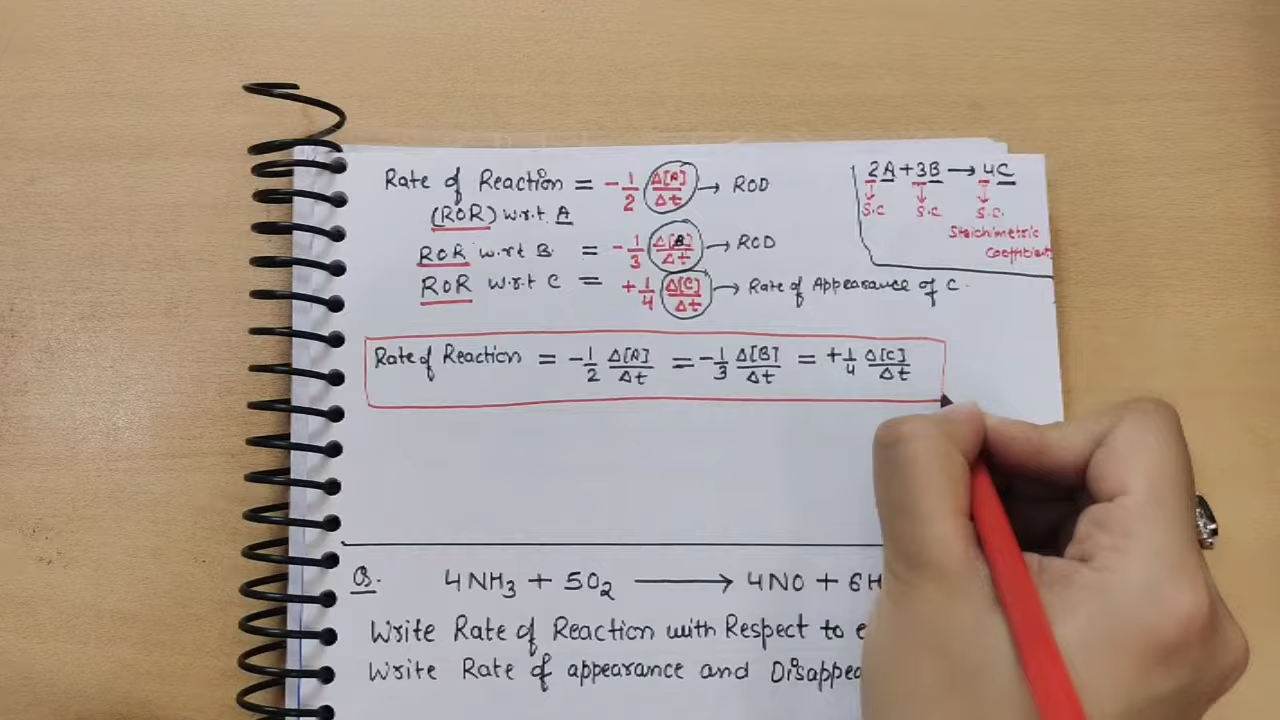 Rate of Reaction = -1/2 Δ[A]/Δt → ROD
(ROR) w.r.t. A
ROR w.r.t B = -1/3 Δ[B]/Δt → ROD
ROR w.r.t C = +1/4 Δ[C]/Δt → Rate of Appearance of C.
2A+3B → 4C
S.C S.C S.C.
Stoichimetric
Rate of Reaction = -1/2 Δ[A]/Δt = -1/3 Δ[B]/Δt = +1/4 Δ[C]/Δt
Q. 4NH3 + 5O2 → 4NO + 6H
Write Rate of Reaction with Respect to
Write Rate of appearance and